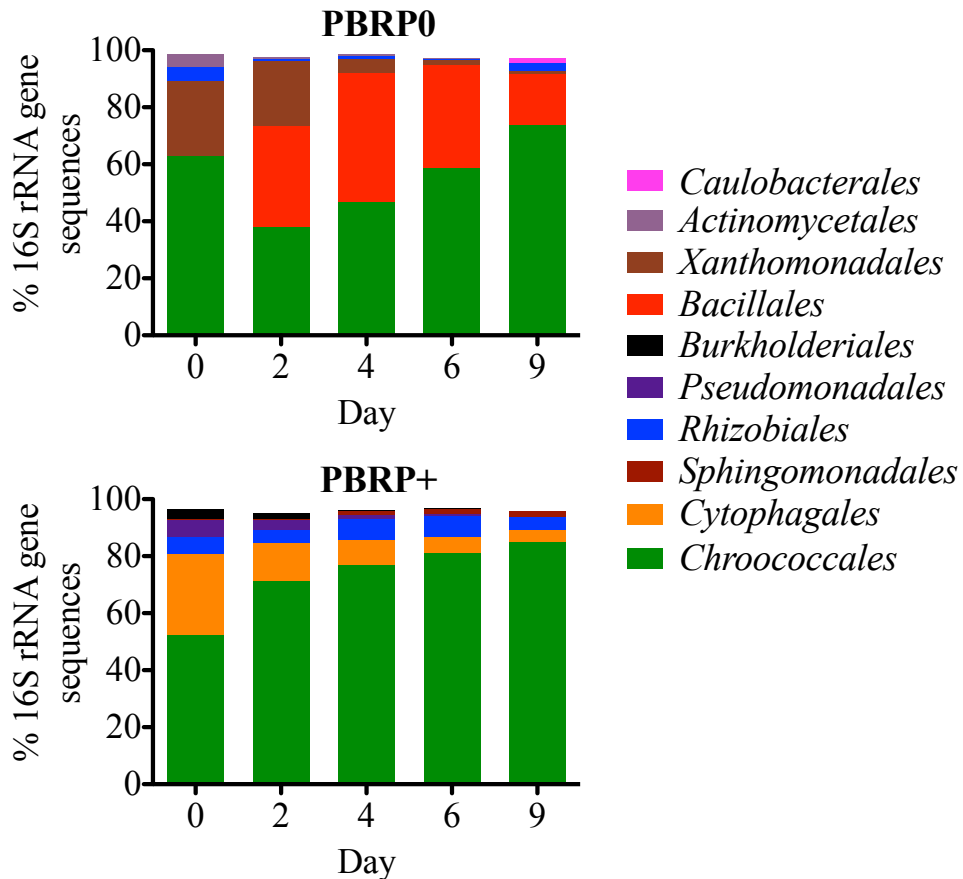 PBRP0
% 16S rRNA gene
sequences
100
80
60
40
20
0
0 2 4 6 9
Day
PBRP+
% 16S rRNA gene
sequences
100
80
60
40
20
0
0 2 4 6 9
Day
Caulobacterales
Actinomycetales
Xanthomonadales
Bacillales
Burkholderiales
Pseudomonadales
Rhizobiales
Sphingomonadales
Cytophagales
Chroococcales